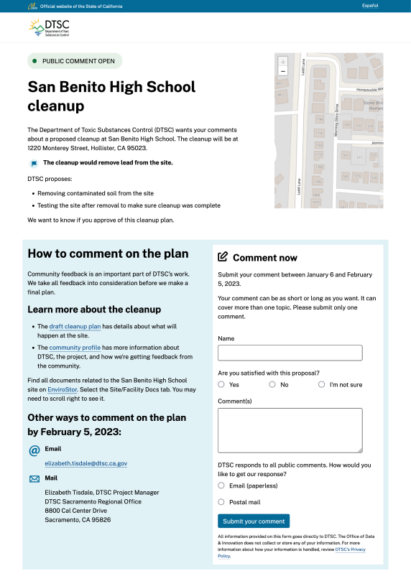 Official website of the State of California
Español
DTSC
Department of Toxic
Substances Control
PUBLIC COMMENT OPEN
San Benito High School
cleanup
The Department of Toxic Substances Control (DTSC) wants your comments
about a proposed cleanup at San Benito High School. The cleanup will be at
1220 Monterey Street, Hollister, CA 95023.
The cleanup would remove lead from the site.
DTSC proposes:
• Removing contaminated soil from the site
• Testing the site after removal to make sure cleanup was complete
We want to know if you approve of this cleanup plan.
+
−
How to comment on the plan
Community feedback is an important part of DTSC's work.
We take all feedback into consideration before we make a
final plan.
Learn more about the cleanup
• The draft cleanup plan has details about what will
happen at the site.
• The community profile has more information about
DTSC, the project, and how we're getting feedback from
the community.
Find all documents related to the San Benito High School
site on EnviroStor. Select the Site/Facility Docs tab. You may
need to scroll right to see it.
Other ways to comment on the plan
by February 5, 2023:
Email
elizabeth.tisdale@dtsc.ca.gov
Mail
Elizabeth Tisdale, DTSC Project Manager
DTSC Sacramento Regional Office
8800 Cal Center Drive
Sacramento, CA 95826
Comment now
Submit your comment between January 6 and February
5, 2023.
Your comment can be as short or long as you want. It can
cover more than one topic. Please submit only one
comment.
Name
Are you satisfied with this proposal?
Yes No I'm not sure
Comment(s)
DTSC responds to all public comments. How would you
like to get our response?
Email (paperless)
Postal mail
Submit your comment
All information provided on this form goes directly to DTSC. The Office of Data
& Innovation does not collect or store any of your information. For more
information about how your information is handled, review DTSC's Privacy
Policy.